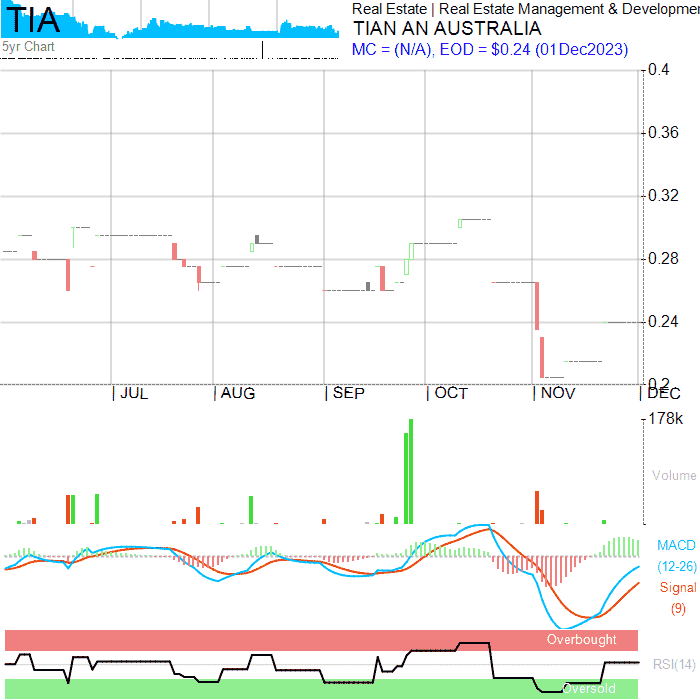 TIA
5yr Chart
Real Estate | Real Estate Management & Developmen
TIAN AN AUSTRALIA
MC = (N/A), EOD = $0.24 (01Dec2023)
0.4
0.36
0.32
0.28
0.24
0.2
JUL AUG SEP OCT NOV DEC
178k
Volume
MACD
(12-26)
Signal
(9)
Overbought
RSI(14)
Oversold